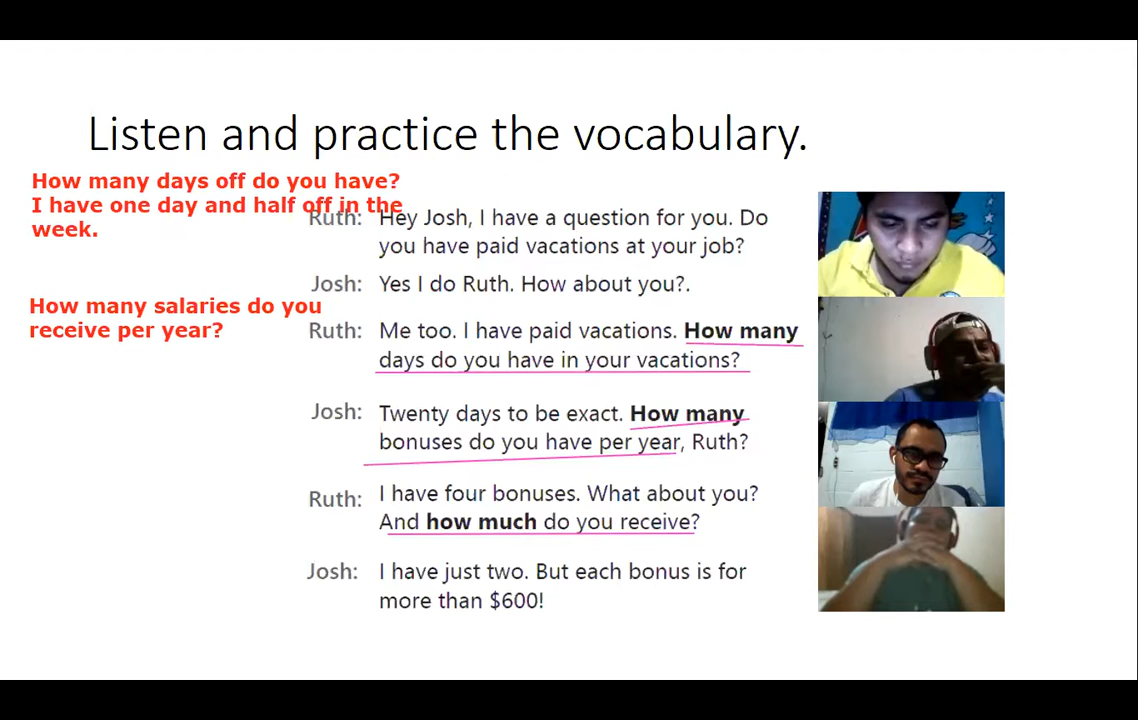 Listen and practice the vocabulary.
How many days off do you have?
I have one day and half off in the
week.
How many salaries do you
receive per year?
Ruth: Hey Josh, I have a question for you. Do
you have paid vacations at your job?
Josh: Yes I do Ruth. How about you?.
Ruth: Me too. I have paid vacations. How many
days do you have in your vacations?
Josh: Twenty days to be exact. How many
bonuses do you have per year, Ruth?
Ruth: I have four bonuses. What about you?
And how much do you receive?
Josh: I have just two. But each bonus is for
more than $600!